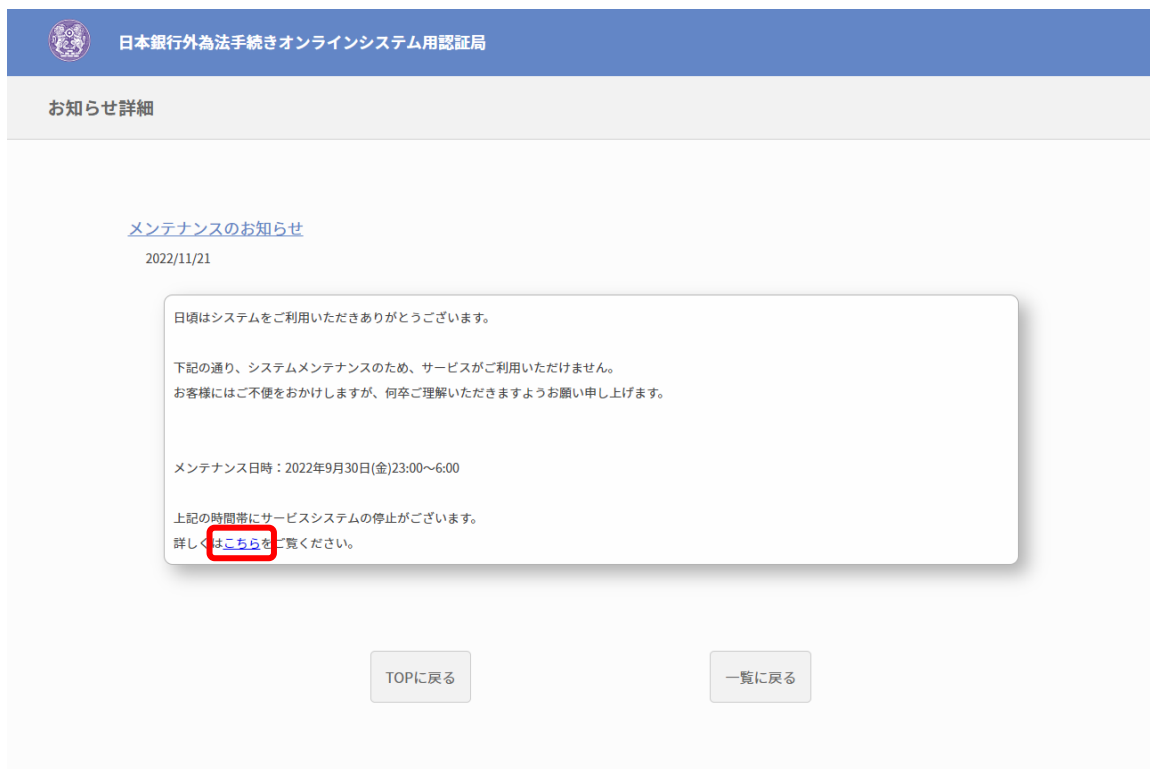 日本銀行外為法手続きオンラインシステム用認証局
お知らせ詳細
メンテナンスのお知らせ
2022/11/21
日頃はシステムをご利用いただきありがとうございます。
下記の通り、システムメンテナンスのため、サービスがご利用いただけません。
お客様にはご不便をおかけしますが、何卒ご理解いただきますようお願い申し上げます。
メンテナンス日時：2022年9月30日(金)23:00～6:00
上記の時間帯にサービスシステムの停止がございます。
詳しくはこちらをご覧ください。
TOPに戻る
一覧に戻る